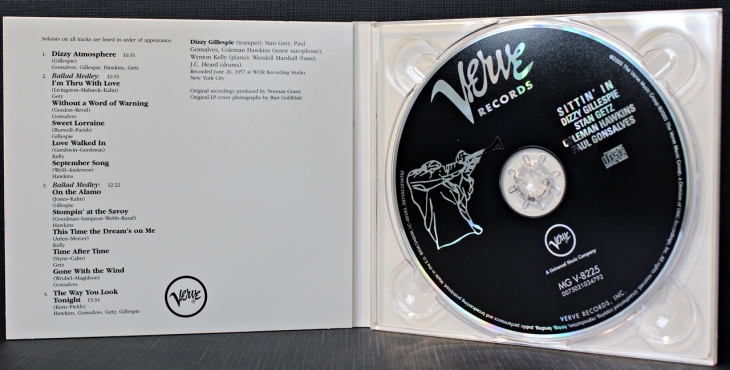 Soloists on all tracks are listed in order of appearance.
1. Dizzy Atmosphere 10:51
(Gillespie)
Gonsalves, Gillespie, Hawkins, Getz
2. Ballad Medley: 10:55
I'm Thru With Love
(Livingston–Malneck–Kahn)
Getz
Without a Word of Warning
(Gordon–Revel)
Gonsalves
Sweet Lorraine
(Burwell–Parish)
Gillespie
Love Walked In
(Gershwin–Gershwin)
Kelly
September Song
(Weill–Anderson)
Hawkins
3. Ballad Medley: 12:22
On the Alamo
(Jones–Kahn)
Gillespie
Stompin' at the Savoy
(Goodman–Sampson–Webb–Razaf)
Hawkins
This Time the Dream's on Me
(Arlen–Mercer)
Kelly
Time After Time
(Styne–Cahn)
Getz
Gone With the Wind
(Wrubel–Magidson)
Gonsalves
4. The Way You Look
Tonight 15:54
(Kern–Fields)
Hawkins, Gonsalves, Getz, Gillespie
Dizzy Gillespie (trumpet); Stan Getz, Paul
Gonsalves, Coleman Hawkins (tenor saxophone);
Wynton Kelly (piano); Wendell Marshall (bass);
J.C. Heard (drums).
Recorded June 26, 1957 at WOR Recording Studio,
New York City
Original recordings produced by Norman Granz
Original-LP cover photographs by Burt Goldblatt
Verve
Verve
RECORDS
SITTIN' IN
DIZZY GILLESPIE
STAN GETZ
COLEMAN HAWKINS
PAUL GONSALVES
COMPACT
disc
DIGITAL AUDIO
Verve
A Universal Music Company
MG V-8225
0075021034792
VERVE RECORDS, INC.